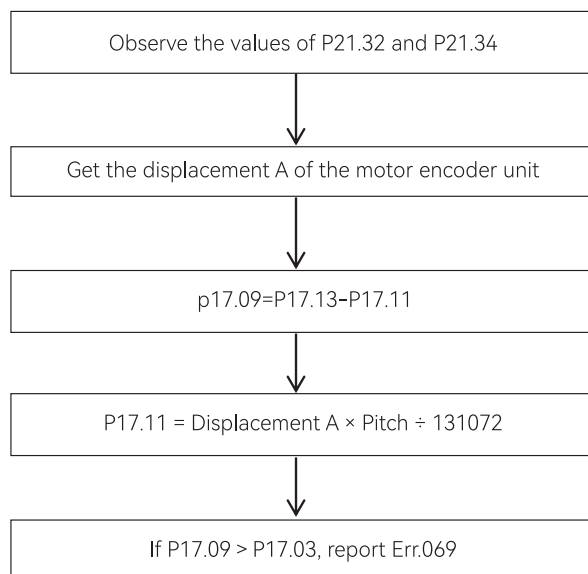 Observe the values of P21.32 and P21.34
Get the displacement A of the motor encoder unit
p17.09=P17.13-P17.11
P17.11 = Displacement A × Pitch ÷ 131072
If P17.09 > P17.03, report Err.069